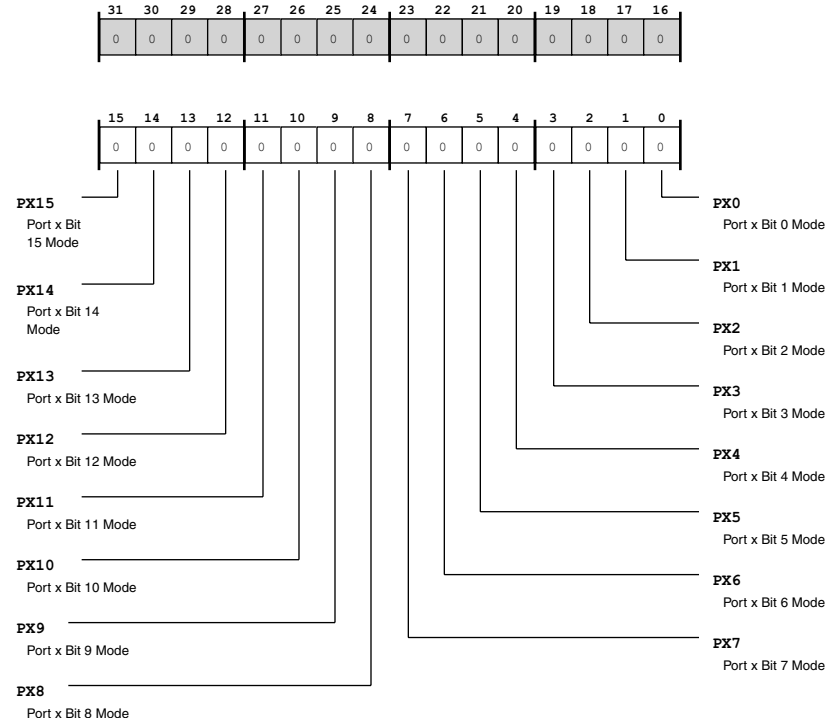 31 30 29 28 27 26 25 24 23 22 21 20 19 18 17 16
0 0 0 0 0 0 0 0 0 0 0 0 0 0 0 0
15 14 13 12 11 10 9 8 7 6 5 4 3 2 1 0
0 0 0 0 0 0 0 0 0 0 0 0 0 0 0 0
PX15
Port x Bit
15 Mode
PX14
Port x Bit 14
Mode
PX13
Port x Bit 13 Mode
PX12
Port x Bit 12 Mode
PX11
Port x Bit 11 Mode
PX10
Port x Bit 10 Mode
PX9
Port x Bit 9 Mode
PX8
Port x Bit 8 Mode
PX0
Port x Bit 0 Mode
PX1
Port x Bit 1 Mode
PX2
Port x Bit 2 Mode
PX3
Port x Bit 3 Mode
PX4
Port x Bit 4 Mode
PX5
Port x Bit 5 Mode
PX6
Port x Bit 6 Mode
PX7
Port x Bit 7 Mode